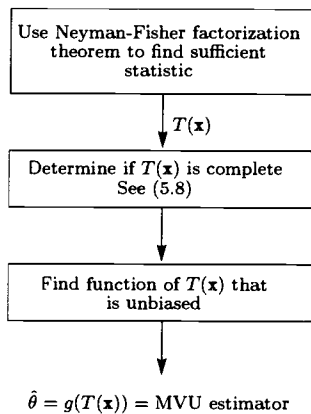 Use Neyman-Fisher factorization
theorem to find sufficient
statistic
T(𝐱)
Determine if T(𝐱) is complete
See (5.8)
Find function of T(𝐱) that
is unbiased
θ̂ = g(T(𝐱)) = MVU estimator